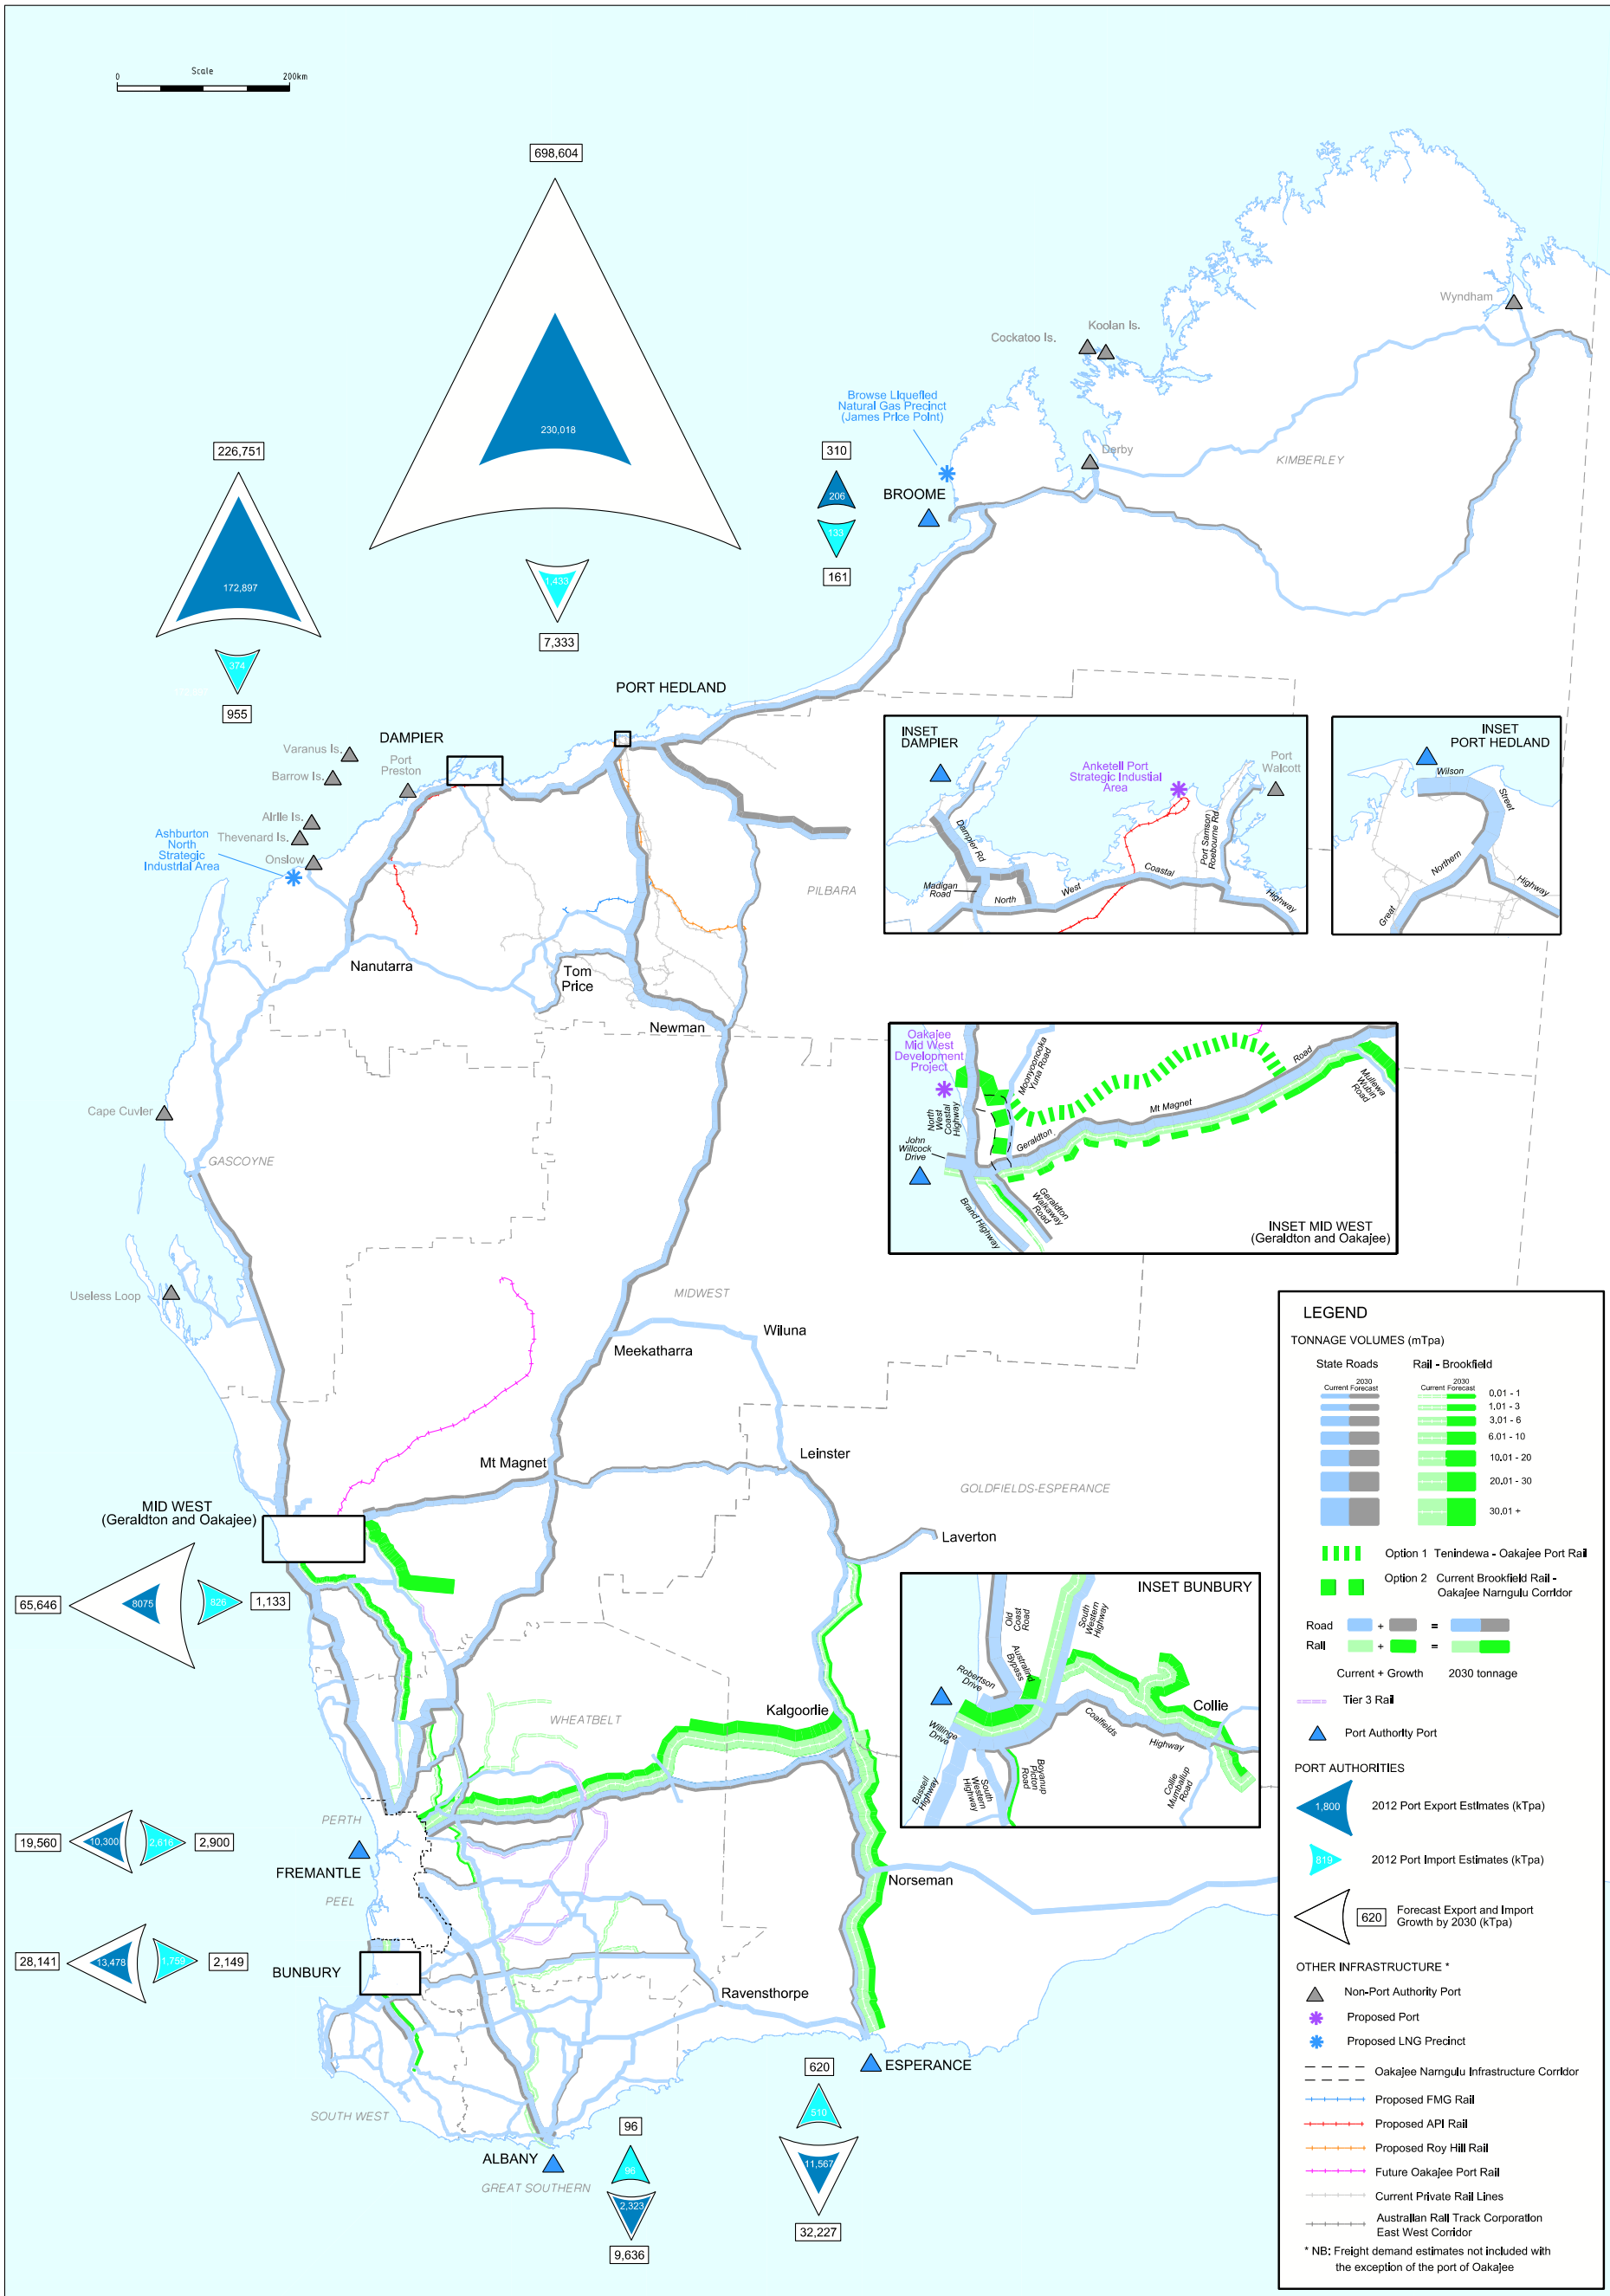 0
Scale
200km
698,604
230,018
7,333
1,433
226,751
172,897
374
955
310
206
133
161
Wyndham
Koolan Is.
Cockatoo Is.
Browse Liquefied
Natural Gas Precinct
(James Price Point)
Derby
BROOME
KIMBERLEY
PORT HEDLAND
DAMPIER
Varanus Is.
Barrow Is.
Port
Preston
Airlie Is.
Thevenard Is.
Onslow
Ashburton
North
Strategic
Industrial Area
PILBARA
Nanutarra
Tom
Price
Newman
INSET
DAMPIER
Anketell Port
Strategic Industial
Area
Port
Walcott
Dampier Rd
Madigan
Road
North
West
Coastal
Highway
Port Samson
Roebourne Rd
INSET
PORT HEDLAND
Wilson
Street
Great
Northern
Highway
Oakajee
Mid West
Development
Project
Moonyoonooka
Yuna Road
North
West
Coastal
Highway
John
Willcock
Drive
Geraldton
Mt Magnet
Road
Mullewa
Wubin
Road
Geraldton
Walkaway
Road
Brand Highway
INSET MID WEST
(Geraldton and Oakajee)
Cape Cuvier
GASCOYNE
Useless Loop
MIDWEST
Wiluna
Meekatharra
Mt Magnet
Leinster
GOLDFIELDS-ESPERANCE
Laverton
MID WEST
(Geraldton and Oakajee)
65,646
8075
826
1,133
WHEATBELT
Kalgoorlie
INSET BUNBURY
Old
Coast
Road
South
Western
Highway
Australind
Bypass
Robertson
Drive
Willinge
Drive
Coalfields
Highway
Collie
Bussell
Highway
South
Western
Highway
Boyanup
Picton
Road
Collie
Mumballup
Road
PERTH
19,560
10,300
2,616
2,900
FREMANTLE
PEEL
Norseman
28,141
13,478
1,750
2,149
BUNBURY
Ravensthorpe
ESPERANCE
620
510
11,567
32,227
SOUTH WEST
ALBANY
GREAT SOUTHERN
96
96
2,323
9,636
LEGEND
TONNAGE VOLUMES (mTpa)
State Roads
Rail - Brookfield
Current
2030
Forecast
Current
2030
Forecast
0.01 - 1
1.01 - 3
3.01 - 6
6.01 - 10
10.01 - 20
20.01 - 30
30.01 +
Option 1 Tenindewa - Oakajee Port Rail
Option 2 Current Brookfield Rail -
Oakajee Narngulu Corridor
Road + =
Rail + =
Current + Growth 2030 tonnage
Tier 3 Rail
Port Authority Port
PORT AUTHORITIES
1,800
2012 Port Export Estimates (kTpa)
819
2012 Port Import Estimates (kTpa)
620
Forecast Export and Import
Growth by 2030 (kTpa)
OTHER INFRASTRUCTURE *
Non-Port Authority Port
Proposed Port
Proposed LNG Precinct
Oakajee Narngulu Infrastructure Corridor
Proposed FMG Rail
Proposed API Rail
Proposed Roy Hill Rail
Future Oakajee Port Rail
Current Private Rail Lines
Australian Rail Track Corporation
East West Corridor
* NB: Freight demand estimates not included with
the exception of the port of Oakajee